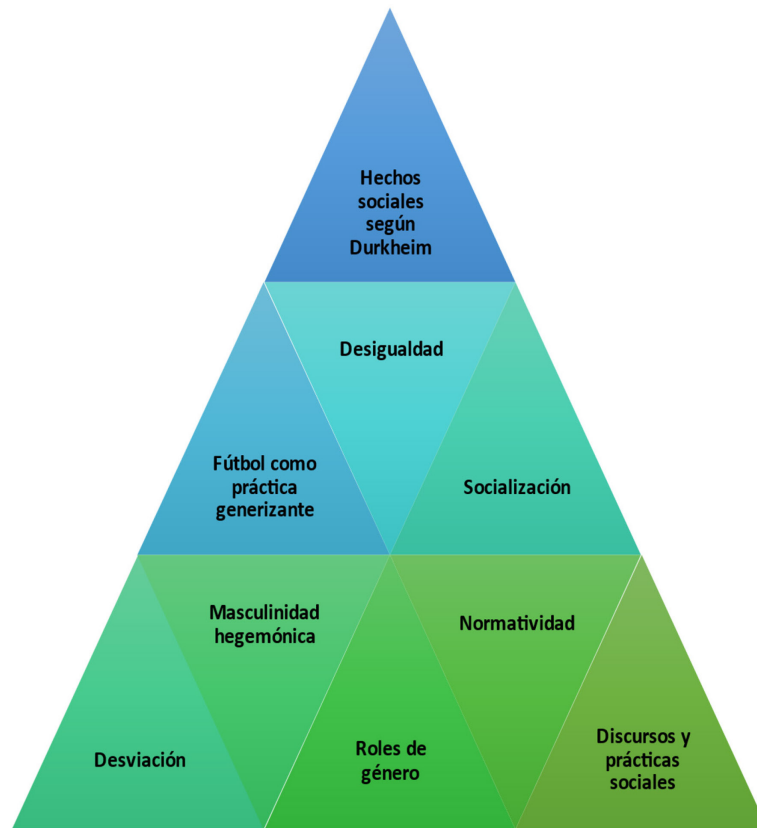 Hechos
sociales
según
Durkheim
Desigualdad
Fútbol como
práctica
generizante
Socialización
Masculinidad
hegemónica
Normatividad
Desviación
Roles de
género
Discursos y
prácticas
sociales